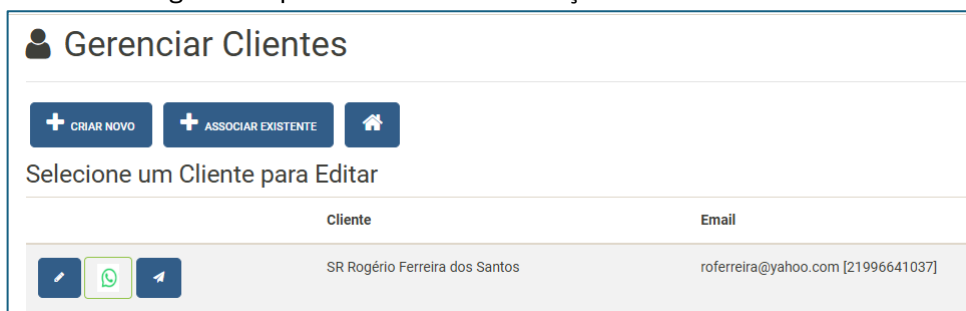 Gerenciar Clientes
CRIAR NOVO ASSOCIAR EXISTENTE
Selecione um Cliente para Editar
Cliente Email
SR Rogério Ferreira dos Santos roferreira@yahoo.com [21996641037]